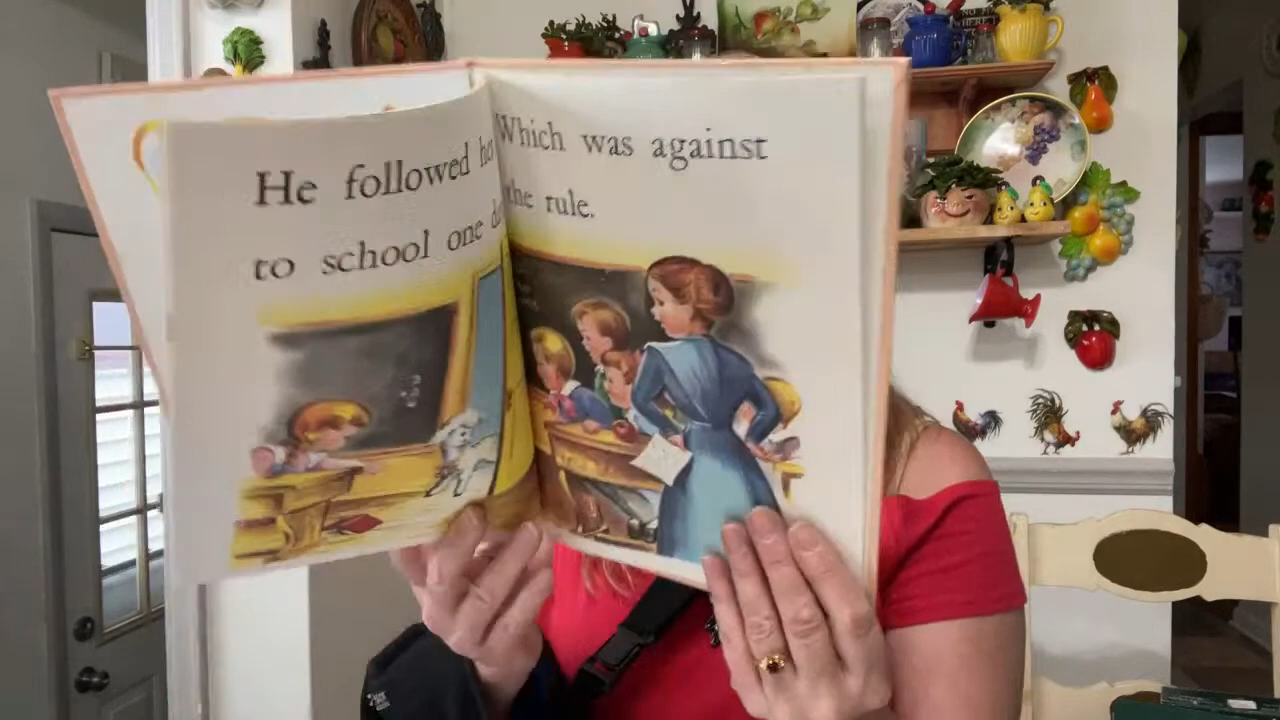 He followed
to school one
Which was against
the rule.